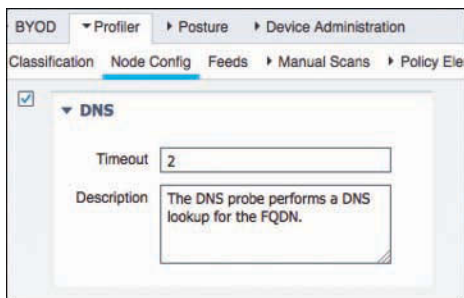 BYOD Profiler Posture Device Administration
Classification Node Config Feeds Manual Scans Policy Ele
DNS
Timeout 2
Description The DNS probe performs a DNS
lookup for the FQDN.